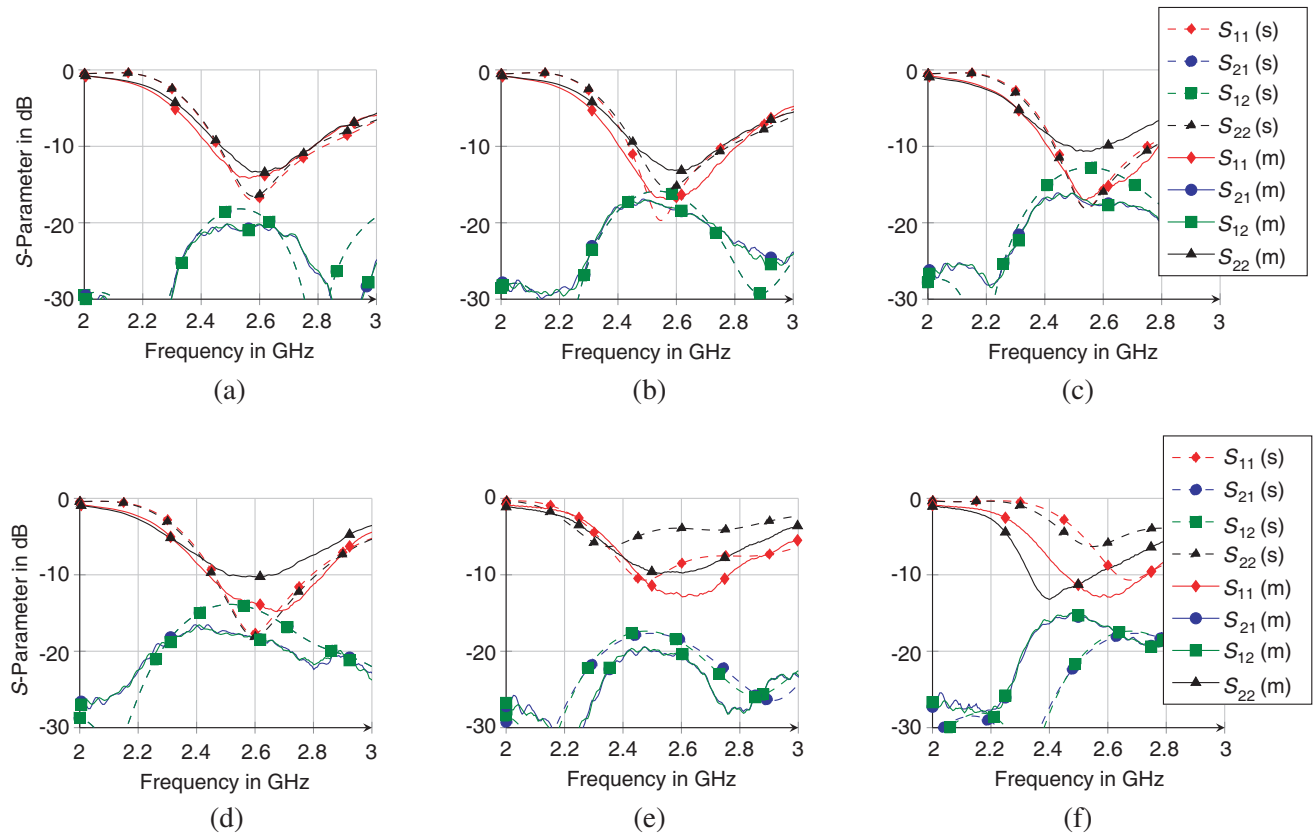 S11 (s)
S21 (s)
S12 (s)
S22 (s)
S11 (m)
S21 (m)
S12 (m)
S22 (m)
S-Parameter in dB
0
-10
-20
-30
2 2.2 2.4 2.6 2.8 3
Frequency in GHz
(a)
0
-10
-20
-30
2 2.2 2.4 2.6 2.8 3
Frequency in GHz
(b)
0
-10
-20
-30
2 2.2 2.4 2.6 2.8 3
Frequency in GHz
(c)
S11 (s)
S21 (s)
S12 (s)
S22 (s)
S11 (m)
S21 (m)
S12 (m)
S22 (m)
S-Parameter in dB
0
-10
-20
-30
2 2.2 2.4 2.6 2.8 3
Frequency in GHz
(d)
0
-10
-20
-30
2 2.2 2.4 2.6 2.8 3
Frequency in GHz
(e)
0
-10
-20
-30
2 2.2 2.4 2.6 2.8 3
Frequency in GHz
(f)